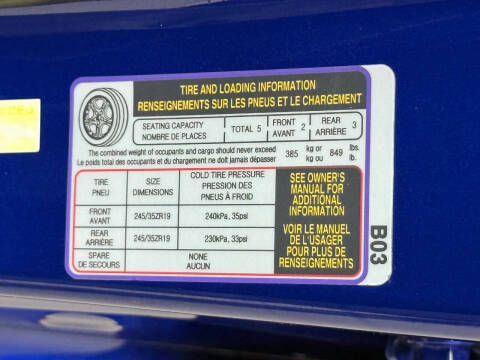 TIRE AND LOADING INFORMATION
RENSEIGNEMENTS SUR LES PNEUS ET LE CHARGEMENT
SEATING CAPACITY
NOMBRE DE PLACES
TOTAL 5
FRONT
AVANT 2
REAR
ARRIÈRE 3
The combined weight of occupants and cargo should never exceed
Le poids total des occupants et du chargement ne doit jamais dépasser
385 kg or 849 lbs.
kg ou lb.
TIRE
PNEU
SIZE
DIMENSIONS
COLD TIRE PRESSURE
PRESSION DES
PNEUS À FROID
FRONT
AVANT
245/35ZR19
240kPa, 35psi
REAR
ARRIÈRE
245/35ZR19
230kPa, 33psi
SPARE
DE SECOURS
NONE
AUCUN
SEE OWNER'S
MANUAL FOR
ADDITIONAL
INFORMATION
VOIR LE MANUEL
DE L'USAGER
POUR PLUS DE
RENSEIGNEMENTS
B03